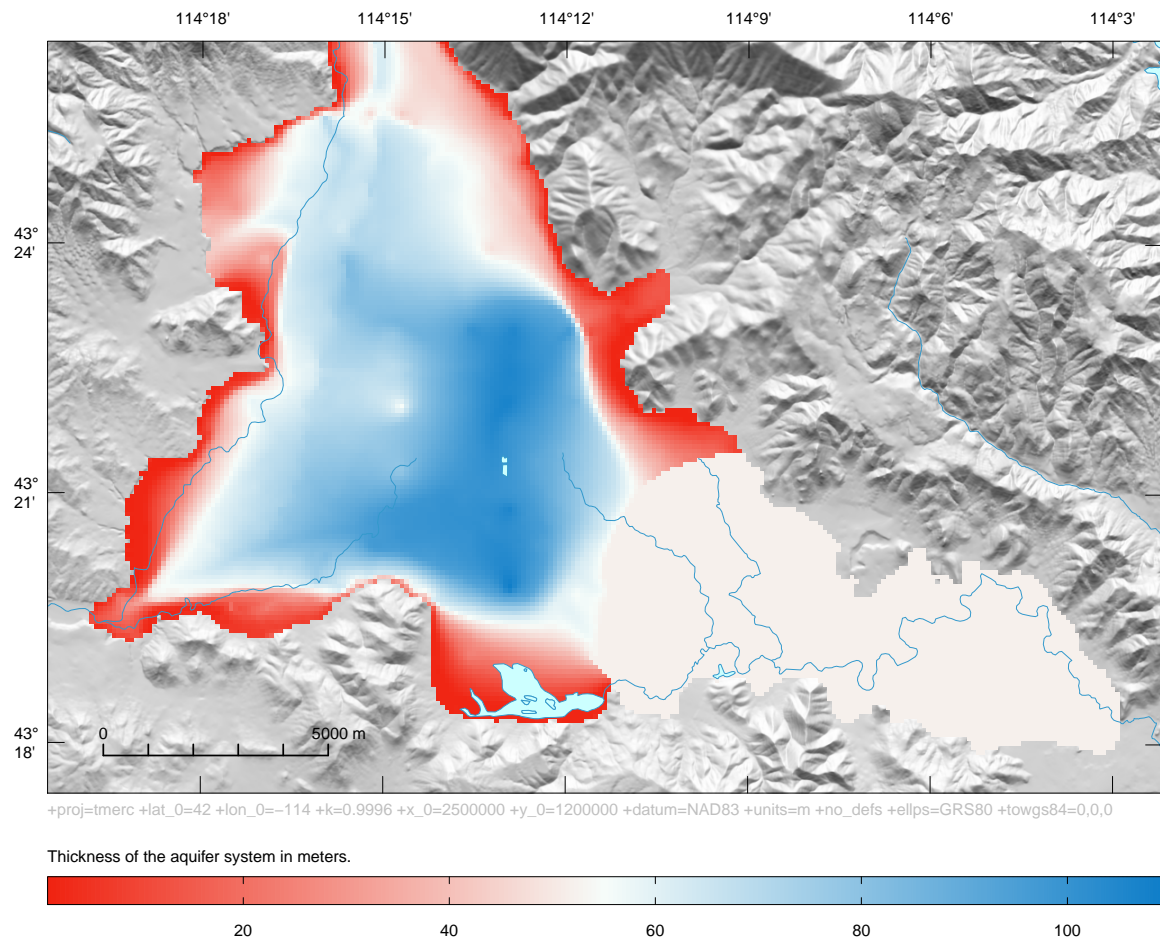 114°18' 114°15' 114°12' 114°9' 114°6' 114°3'
43°
24'
43°
21'
43°
18'
0 5000 m
+proj=tmerc +lat_0=42 +lon_0=−114 +k=0.9996 +x_0=2500000 +y_0=1200000 +datum=NAD83 +units=m +no_defs +ellps=GRS80 +towgs84=0,0,0
Thickness of the aquifer system in meters.
20 40 60 80 100